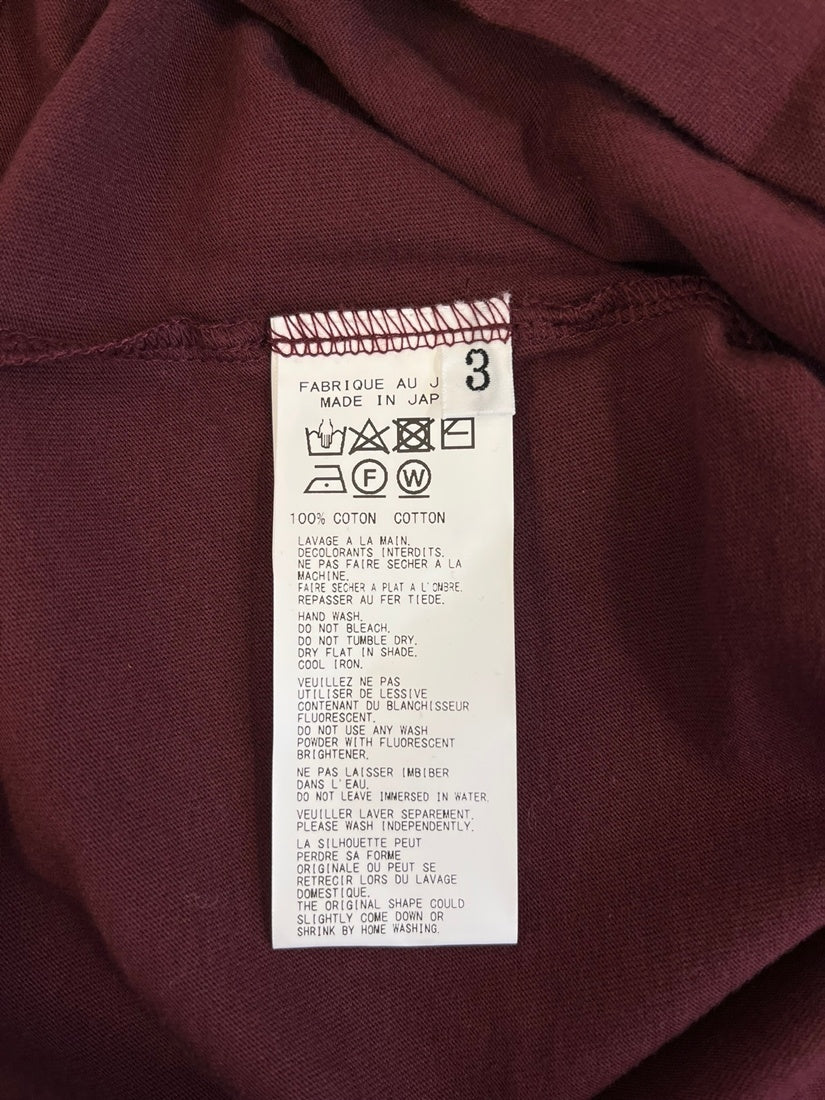 3
FABRIQUE AU J
MADE IN JAP
F W
100% COTON COTTON
LAVAGE A LA MAIN.
DECOLORANTS INTERDITS.
NE PAS FAIRE SECHER A LA
MACHINE.
FAIRE SECHER A PLAT A L'OMBRE.
REPASSER AU FER TIEDE.
HAND WASH.
DO NOT BLEACH.
DO NOT TUMBLE DRY.
DRY FLAT IN SHADE.
COOL IRON.
VEUILLEZ NE PAS
UTILISER DE LESSIVE
CONTENANT DU BLANCHISSEUR
FLUORESCENT.
DO NOT USE ANY WASH
POWDER WITH FLUORESCENT
BRIGHTENER.
NE PAS LAISSER IMBIBER
DANS L'EAU.
DO NOT LEAVE IMMERSED IN WATER.
VEUILLER LAVER SEPAREMENT.
PLEASE WASH INDEPENDENTLY.
LA SILHOUETTE PEUT
PERDRE SA FORME
ORIGINALE OU PEUT SE
RETRECIR LORS DU LAVAGE
DOMESTIQUE.
THE ORIGINAL SHAPE COULD
SLIGHTLY COME DOWN OR
SHRINK BY HOME WASHING.